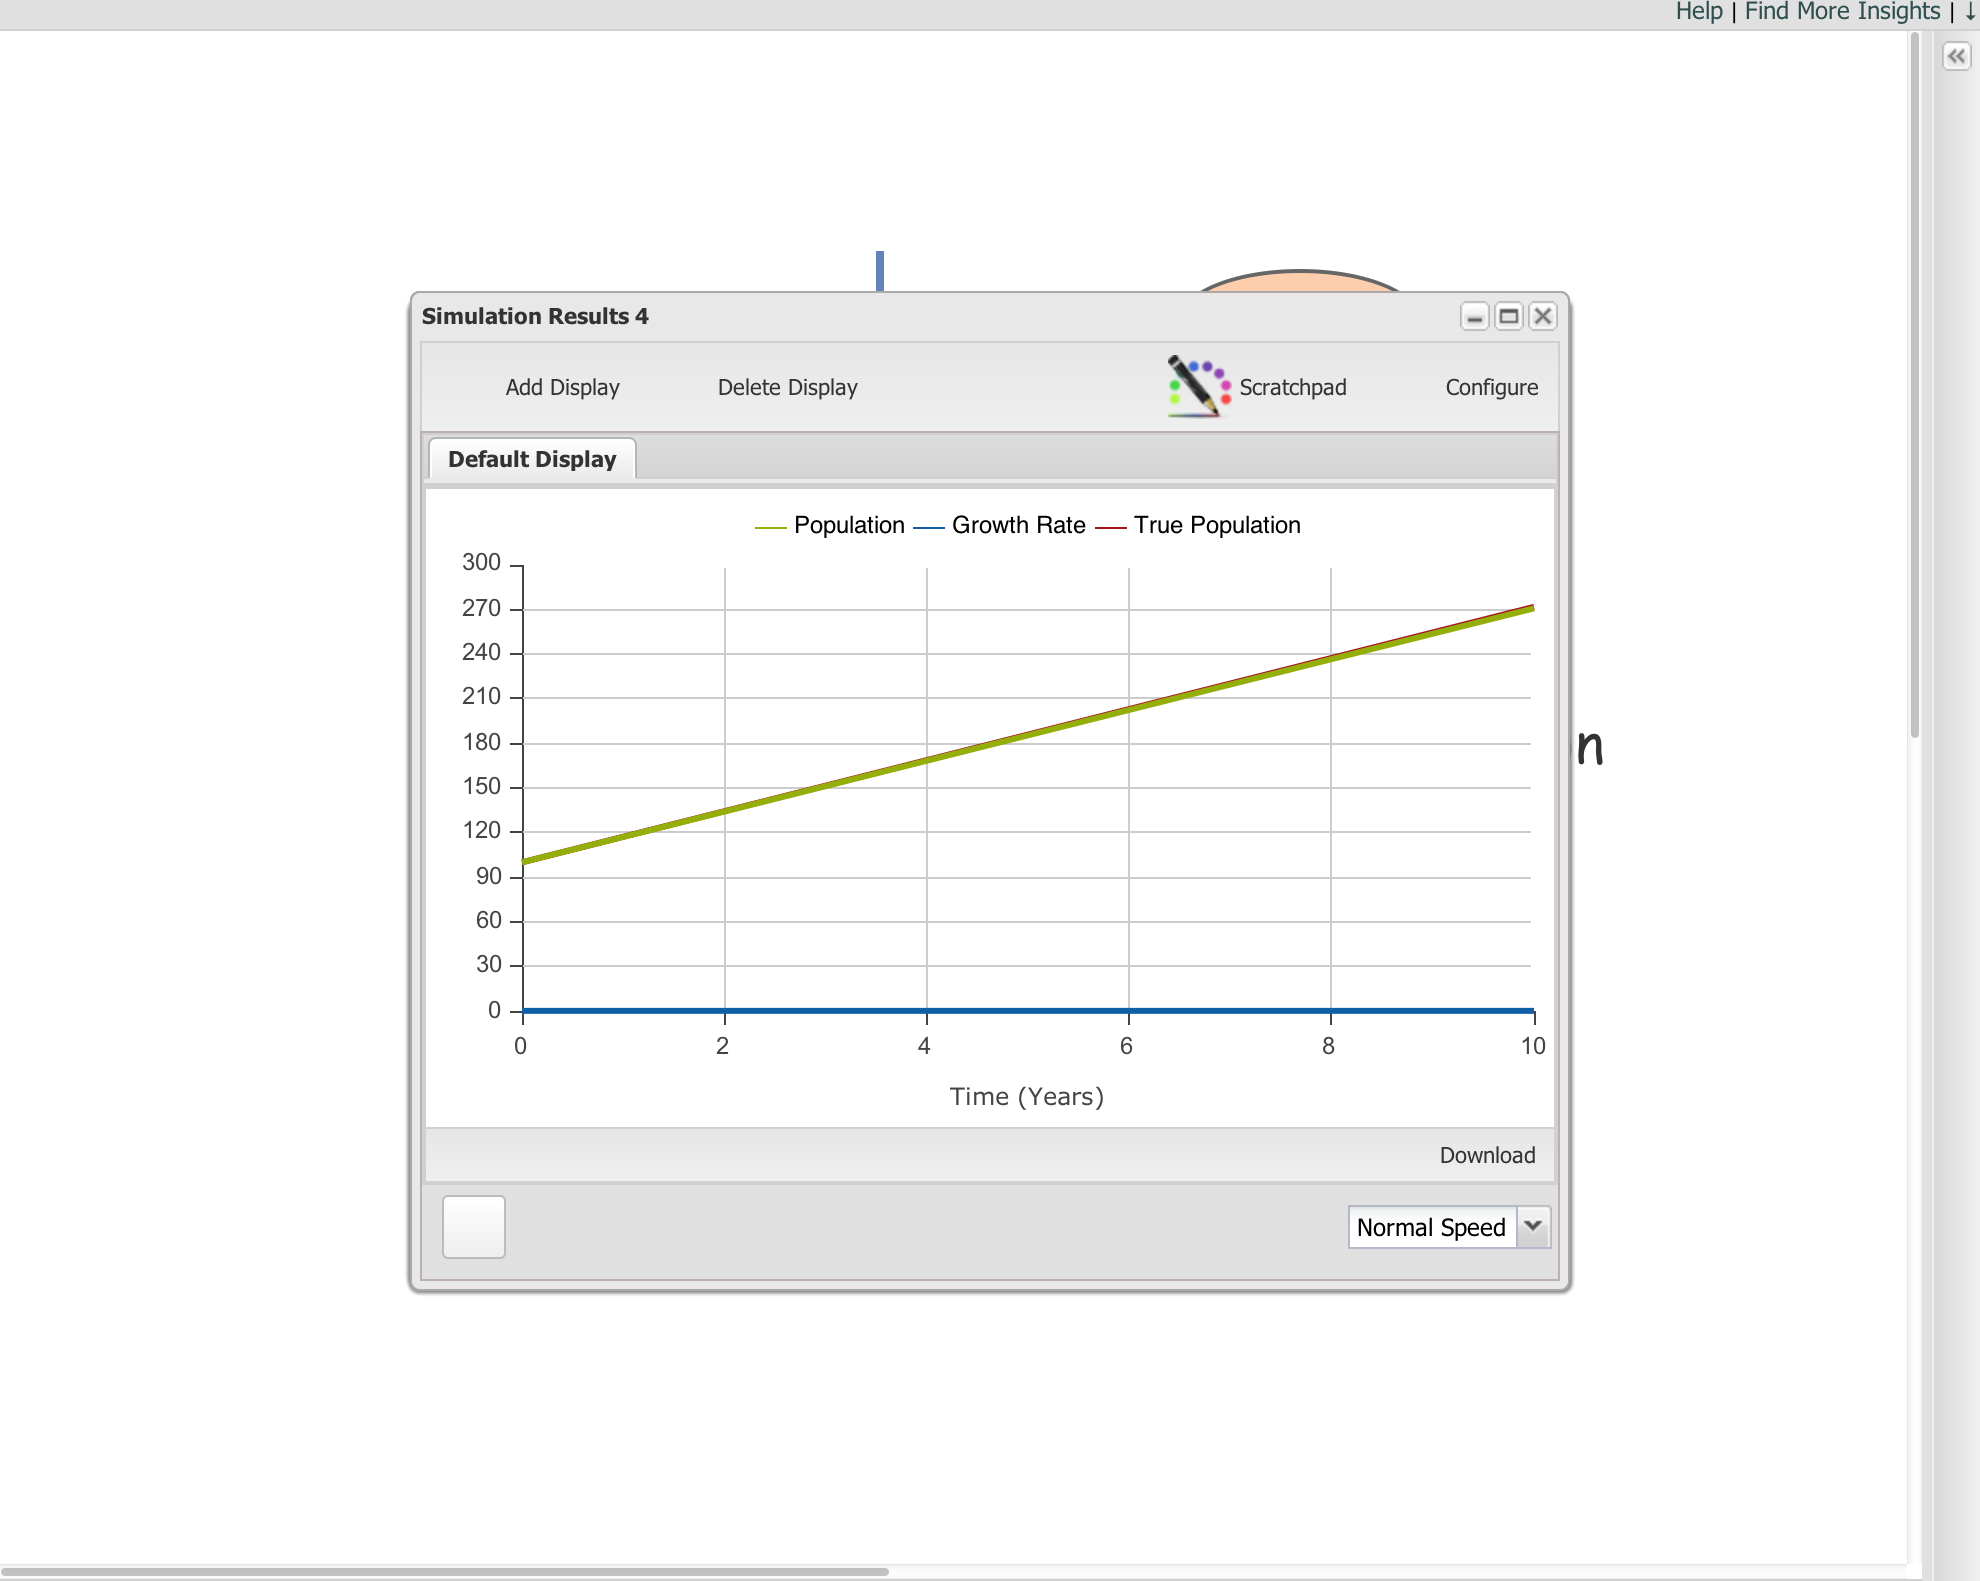 Help | Find More Insights | ↓
Simulation Results 4
Add Display Delete Display Scratchpad Configure
Default Display
Population Growth Rate True Population
300
270
240
210
180
150
120
90
60
30
0
0 2 4 6 8 10
Time (Years)
n
Download
Normal Speed